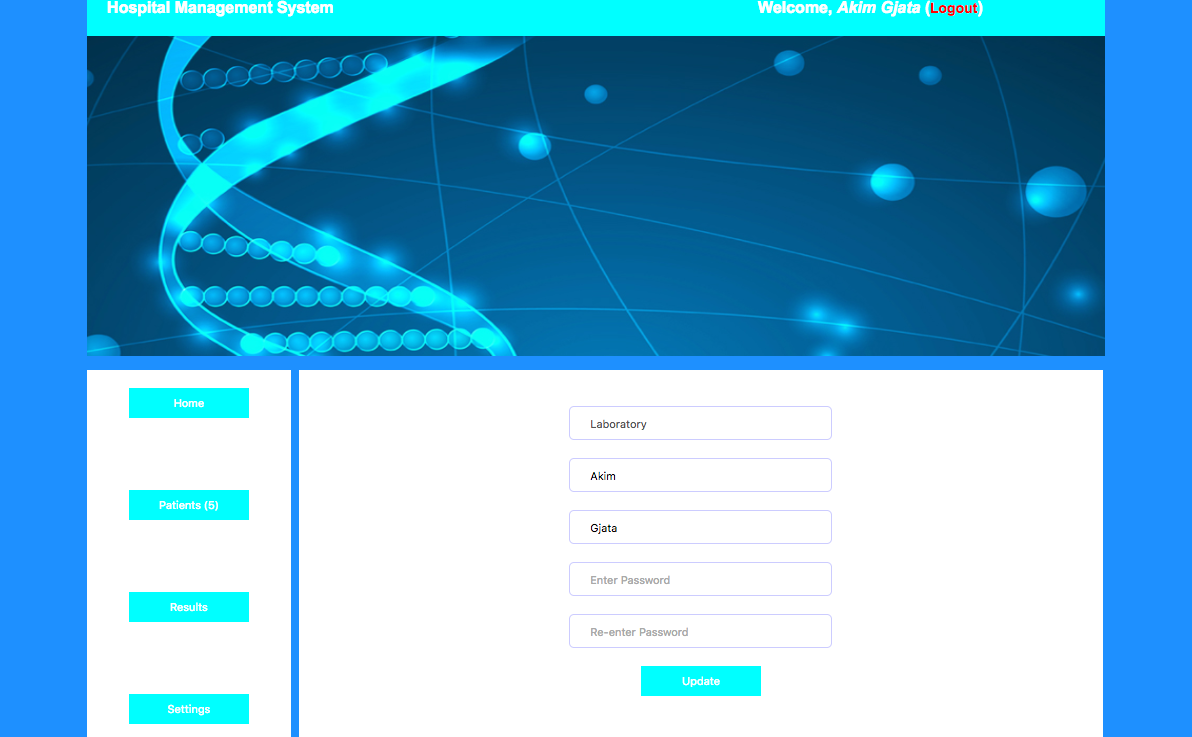 Hospital Management System
Welcome, Akim Gjata (Logout)
Home
Patients (5)
Results
Settings
Laboratory
Akim
Gjata
Enter Password
Re-enter Password
Update